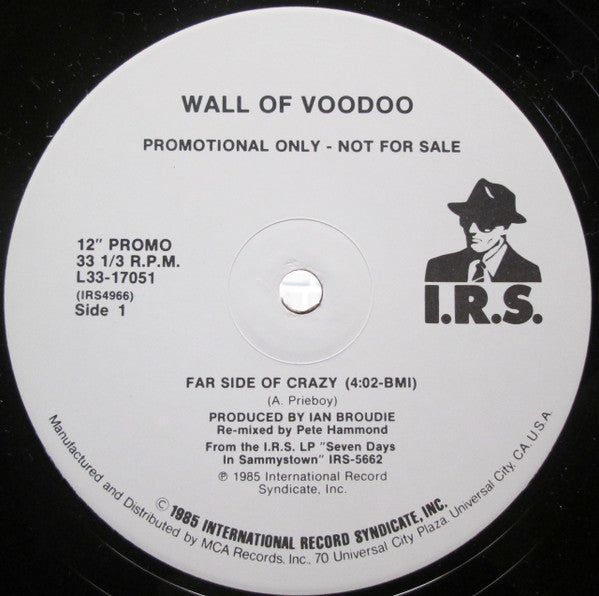 WALL OF VOODOO
PROMOTIONAL ONLY - NOT FOR SALE
12" PROMO
33 1/3 R.P.M.
L33-17051
(IRS4966)
Side 1
I.R.S.
FAR SIDE OF CRAZY (4:02-BMI)
(A. Prieboy)
PRODUCED BY IAN BROUDIE
Re-mixed by Pete Hammond
From the I.R.S. LP "Seven Days
In Sammystown" IRS-5662
℗ 1985 International Record
Syndicate, Inc.
© 1985 INTERNATIONAL RECORD SYNDICATE, INC.
Manufactured and Distributed by MCA Records, Inc., 70 Universal City Plaza, Universal City, CA. U.S.A